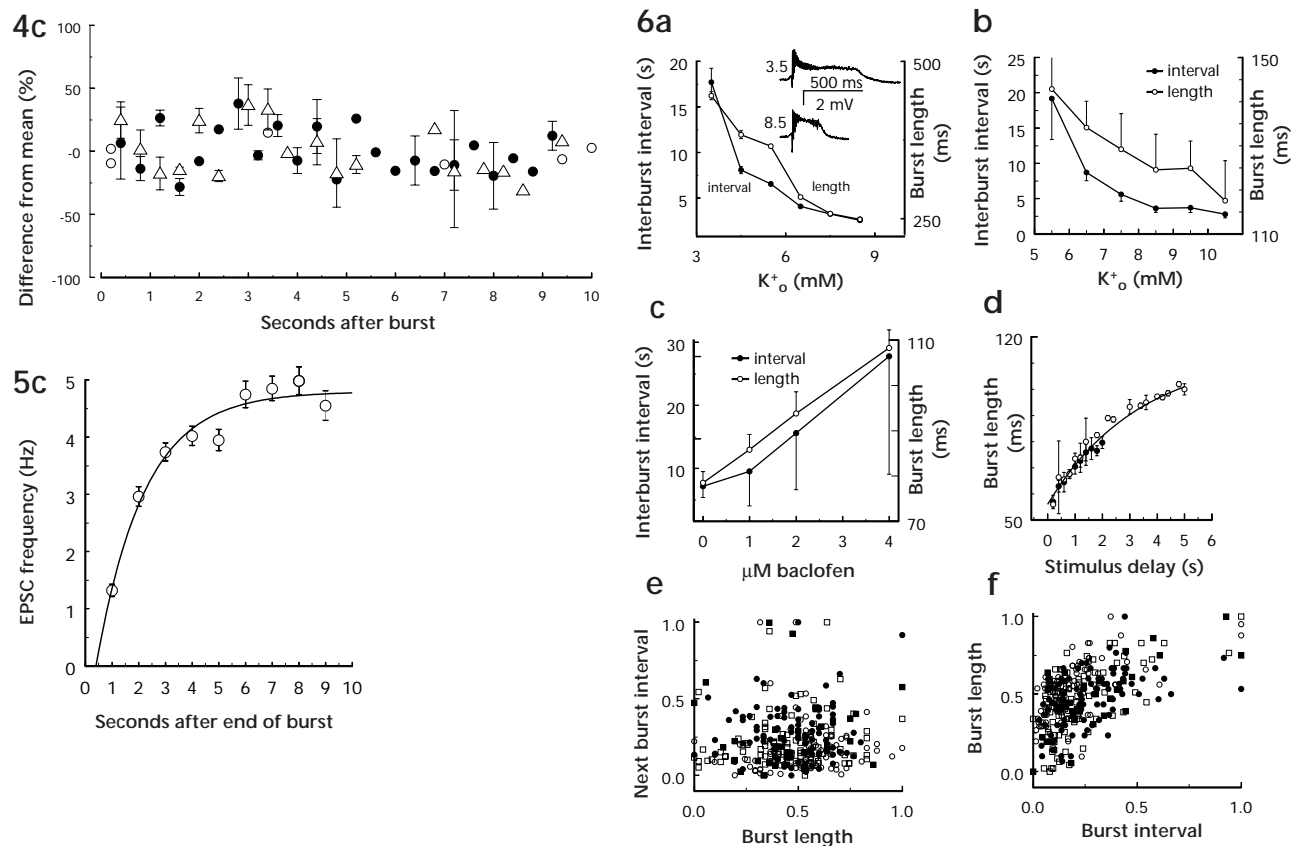 4c
Difference from mean (%)
100
50
-0
-50
-100
0 1 2 3 4 5 6 7 8 9 10
Seconds after burst
5c
EPSC frequency (Hz)
5
4
3
2
1
0
0 1 2 3 4 5 6 7 8 9 10
Seconds after end of burst
6a
Interburst interval (s)
20
15
10
5
3.5
500 ms
2 mV
8.5
interval
length
500
250
Burst length
(ms)
3 6 9
K+o (mM)
b
Interburst interval (s)
25
20
15
10
5
0
interval
length
150
110
Burst length
(ms)
5 6 7 8 9 10 11
K+o (mM)
c
Interburst interval (s)
30
20
10
interval
length
110
70
Burst length
(ms)
0 1 2 3 4
µM baclofen
d
Burst length
(ms)
120
50
0 1 2 3 4 5 6
Stimulus delay (s)
e
Next burst interval
1.0
0.5
0.0
0.0 0.5 1.0
Burst length
f
Burst length
1.0
0.5
0.0
0.0 0.5 1.0
Burst interval